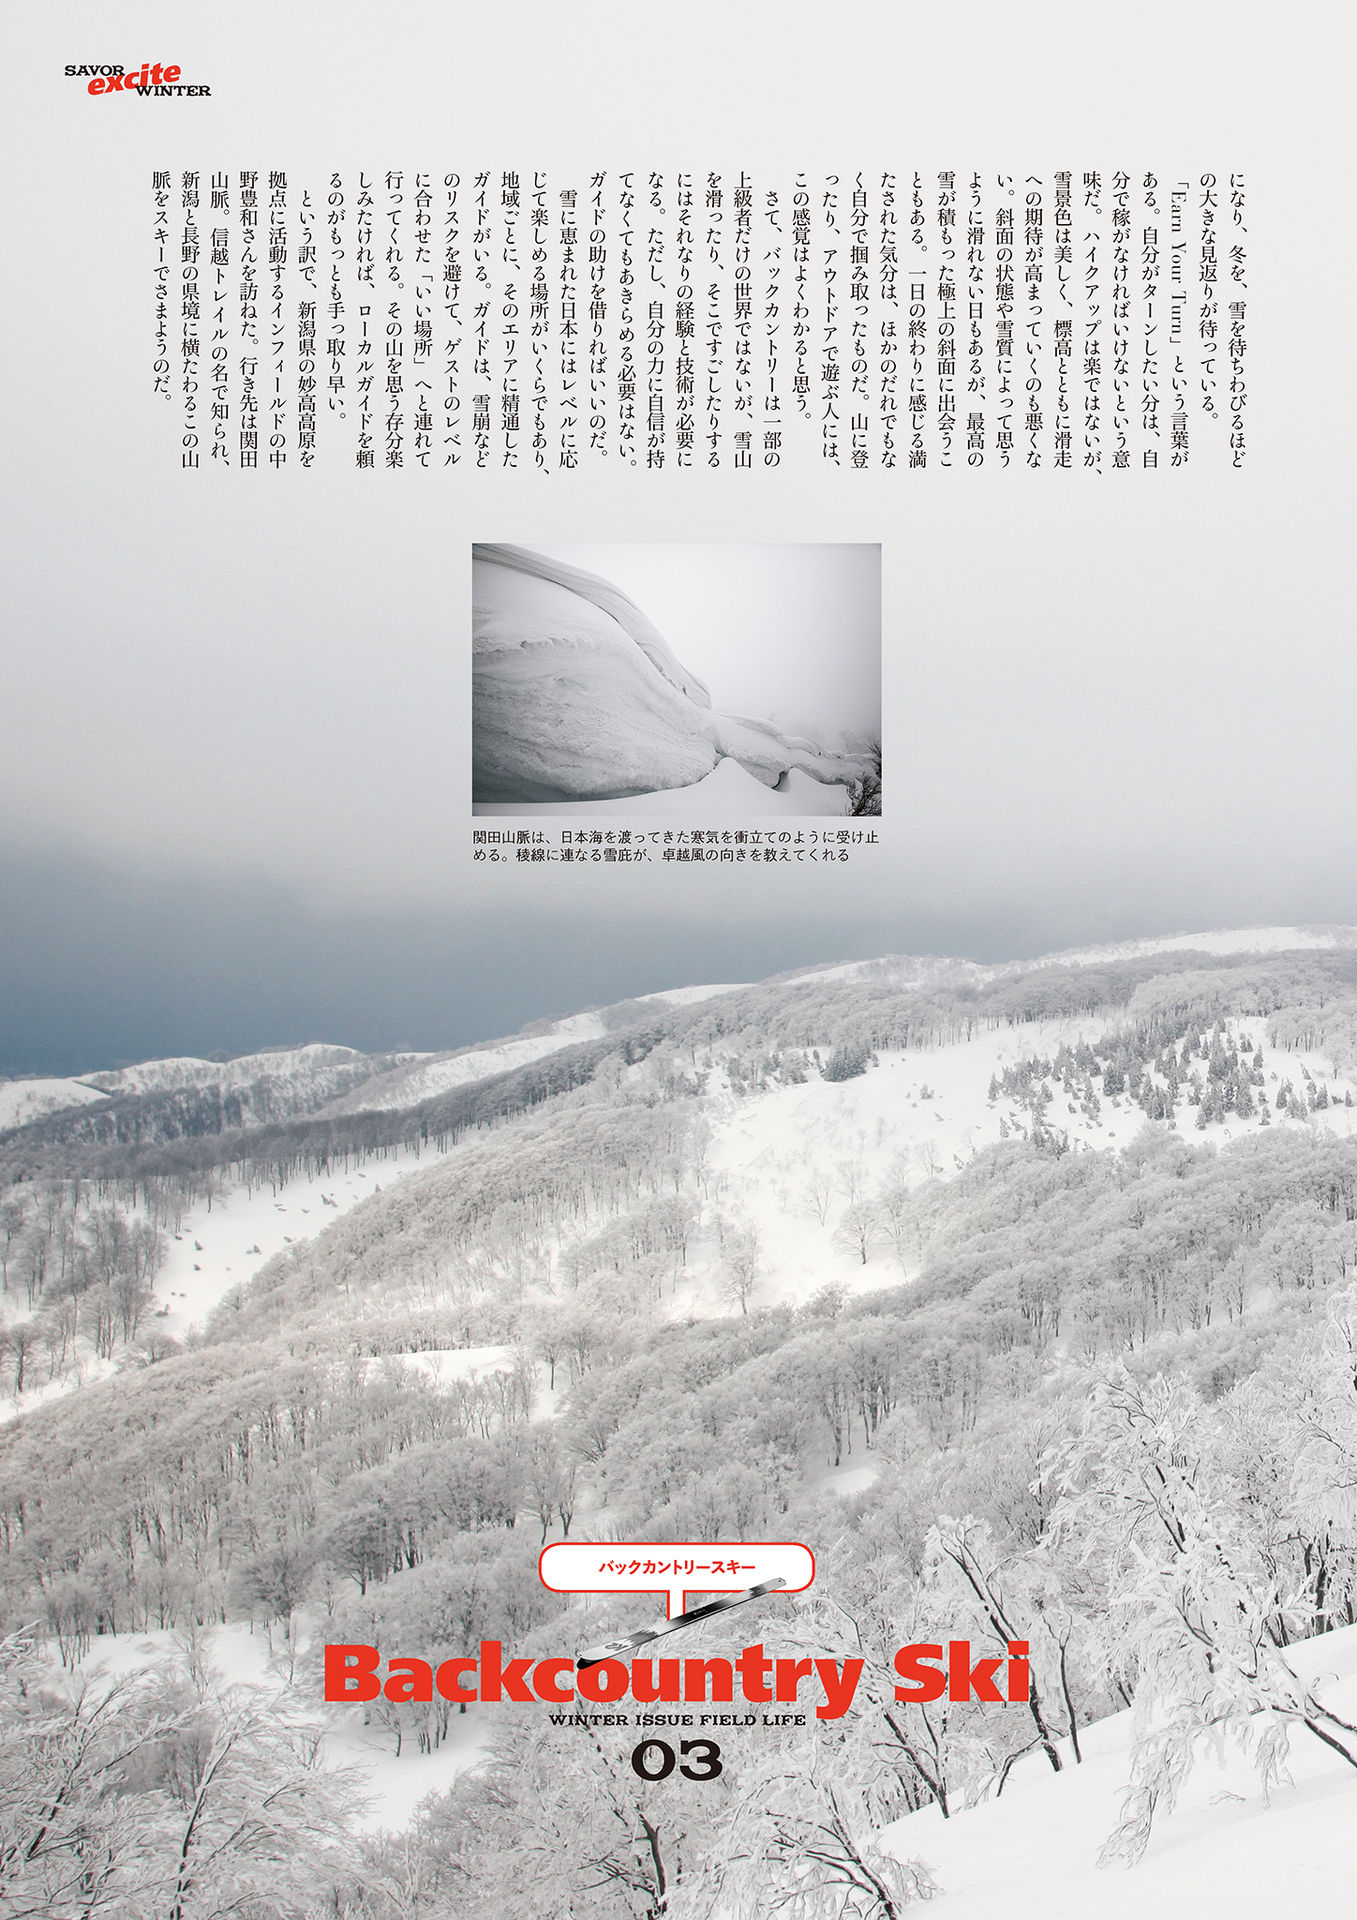 SAVOR
excite
WINTER
になり、冬を、雪を待ちわびるほど
の大きな見返りが待っている。
「Earn Your Turn」という言葉が
ある。自分がターンしたい分は、自
分で稼がなければいけないという意
味だ。ハイクアップは楽ではないが、
雪景色は美しく、標高とともに滑走
への期待が高まっていくのも悪くな
い。斜面の状態や雪質によって思う
ように滑れない日もあるが、最高の
雪が積もった極上の斜面に出会うこ
ともある。一日の終わりに感じる満
たされた気分は、ほかのだれでもな
く自分で掴み取ったものだ。山に登
ったり、アウトドアで遊ぶ人には、
この感覚はよくわかると思う。
さて、バックカントリーは一部の
上級者だけの世界ではないが、雪山
を滑ったり、そこですごしたりする
にはそれなりの経験と技術が必要に
なる。ただし、自分の力に自信が持
てなくてもあきらめる必要はない。
ガイドの助けを借りればいいのだ。
雪に恵まれた日本にはレベルに応
じて楽しめる場所がいくらでもあり、
地域ごとに、そのエリアに精通した
ガイドがいる。ガイドは、雪崩など
のリスクを避けて、ゲストのレベル
に合わせた「いい場所」へと連れて
行ってくれる。その山を思う存分楽
しみたければ、ローカルガイドを頼
るのがもっとも手っ取り早い。
という訳で、新潟県の妙高高原を
拠点に活動するインフィールドの中
野豊和さんを訪ねた。行き先は関田
山脈。信越トレイルの名で知られ、
新潟と長野の県境に横たわるこの山
脈をスキーでさまようのだ。
関田山脈は、日本海を渡ってきた寒気を衝立てのように受け止
める。稜線に連なる雪庇が、卓越風の向きを教えてくれる
バックカントリースキー
Backcountry Ski
WINTER ISSUE FIELD LIFE
03